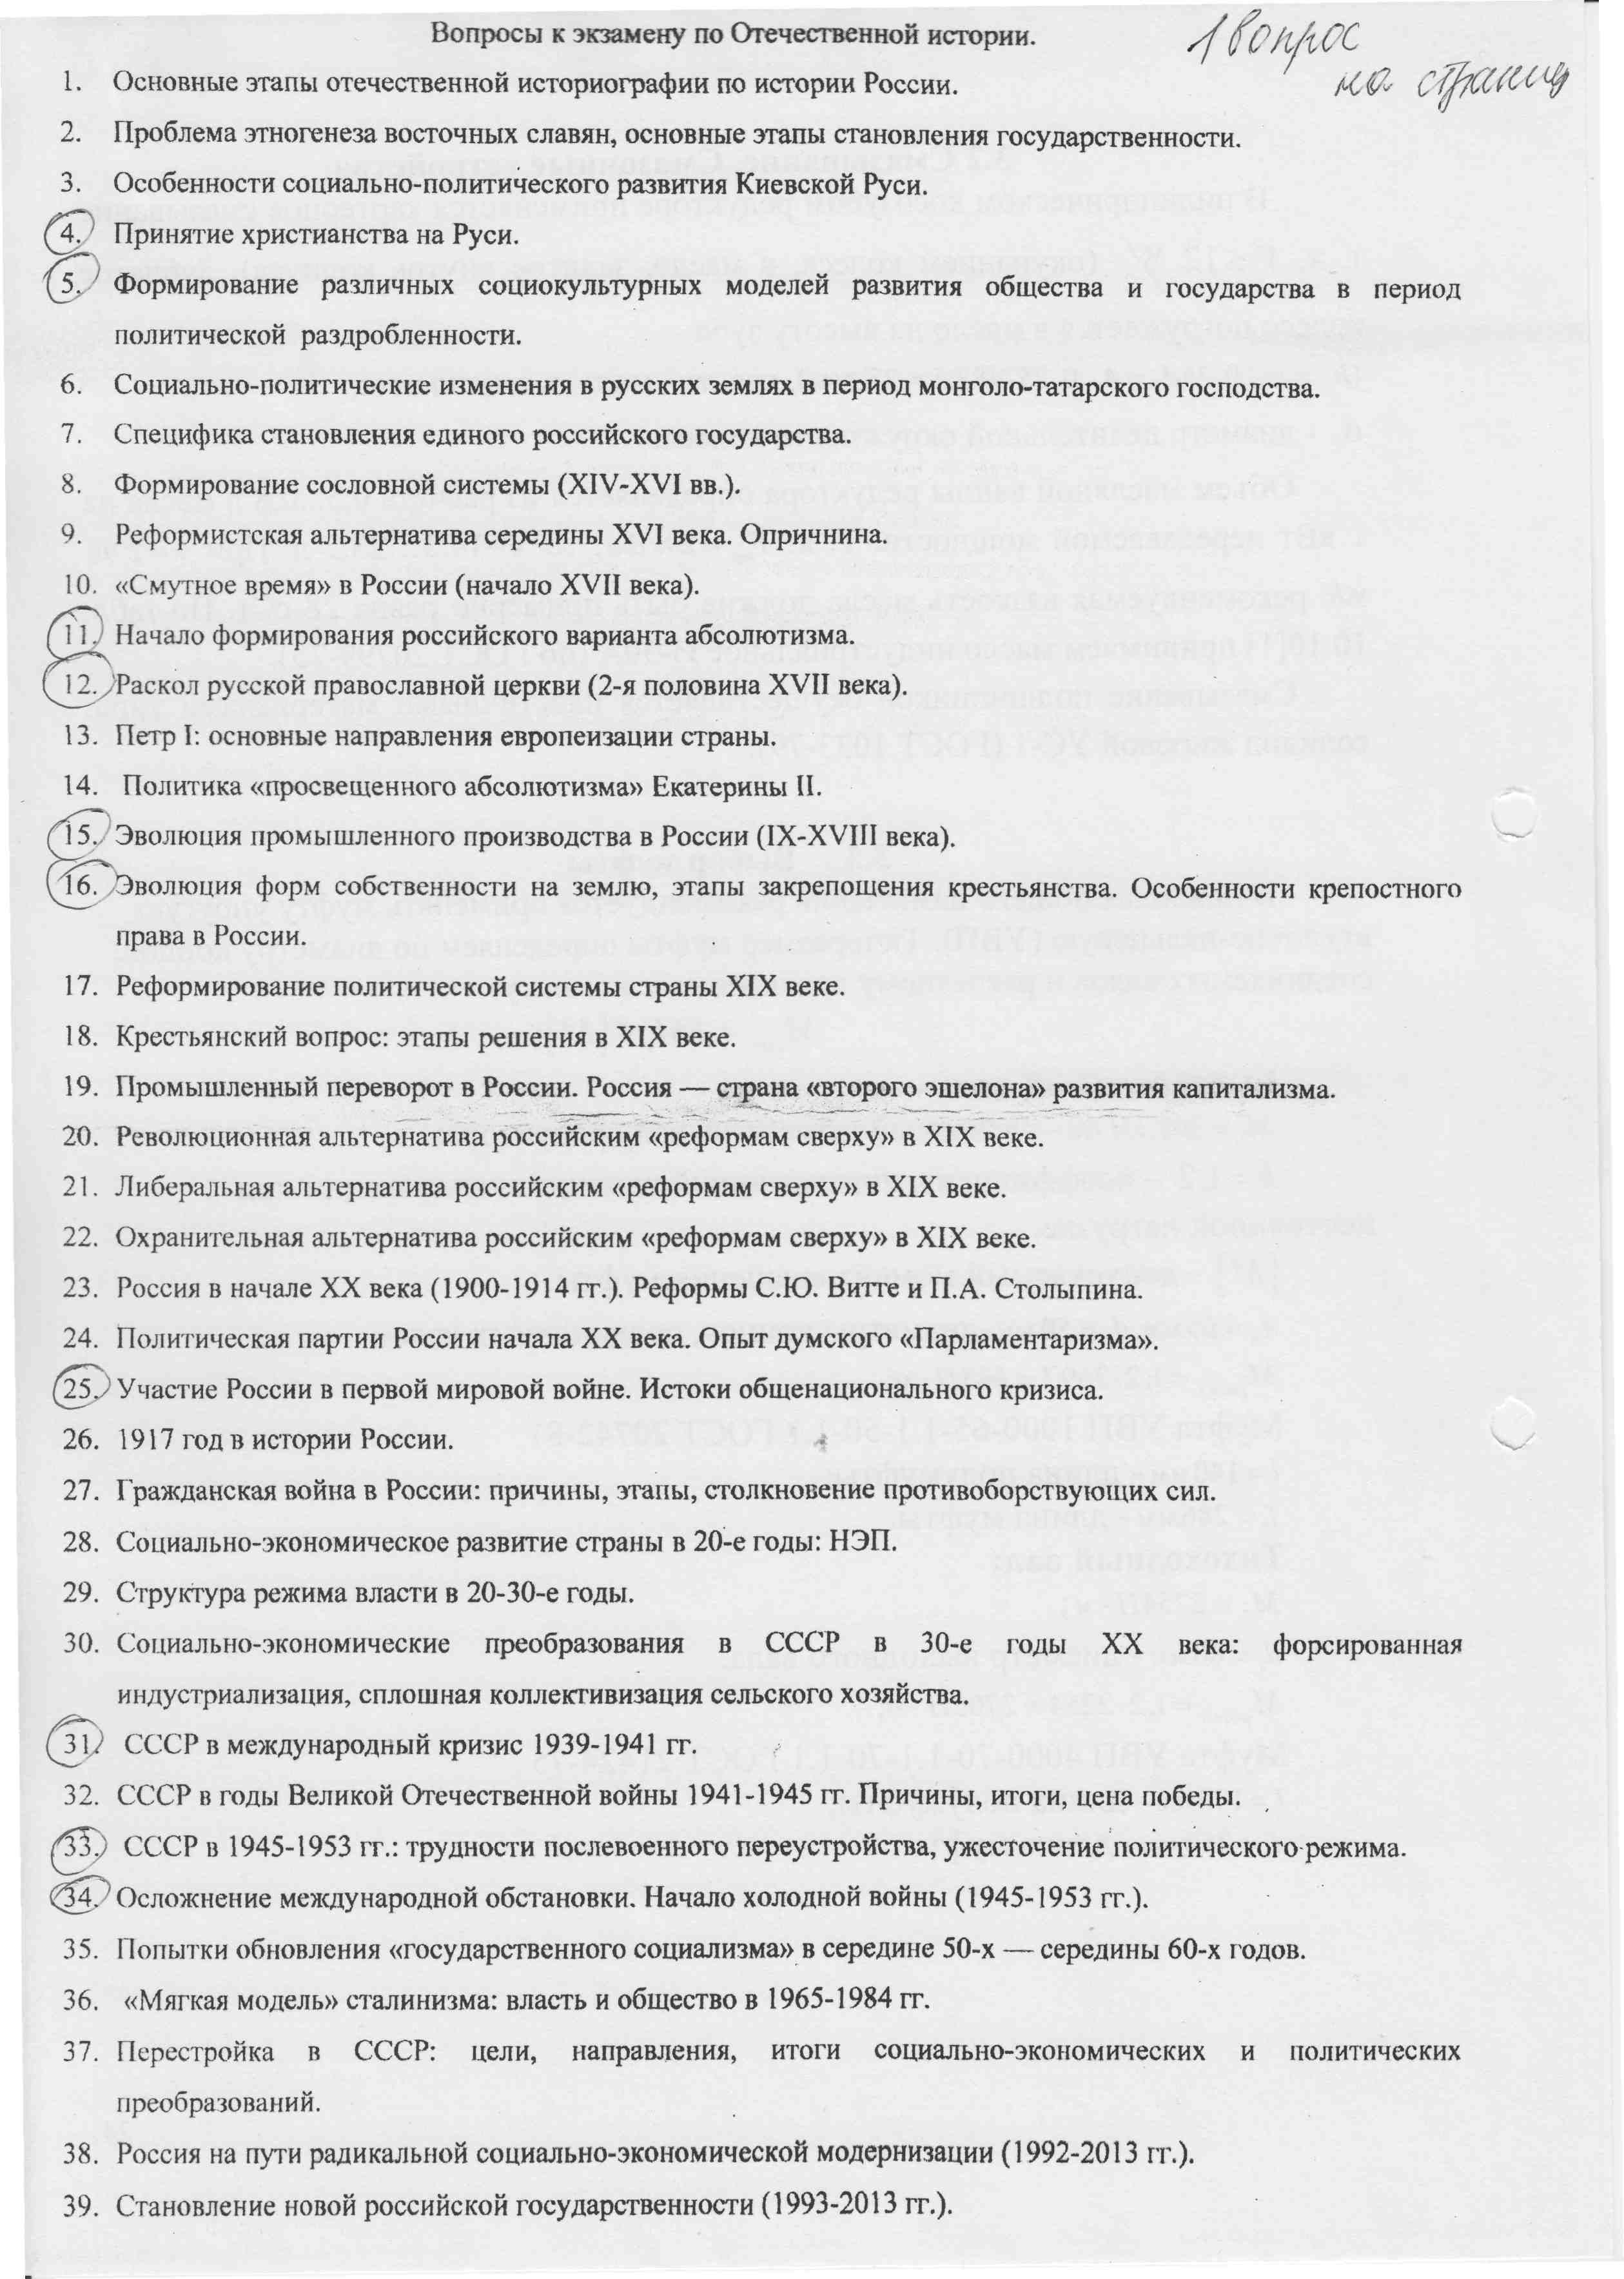 Вопросы к экзамену по Отечественной истории.
1 вопрос
на страниц
1. Основные этапы отечественной историографии по истории России.
2. Проблема этногенеза восточных славян, основные этапы становления государственности.
3. Особенности социально-политического развития Киевской Руси.
4. Принятие христианства на Руси.
5. Формирование различных социокультурных моделей развития общества и государства в период
политической раздробленности.
6. Социально-политические изменения в русских землях в период монголо-татарского господства.
7. Специфика становления единого российского государства.
8. Формирование сословной системы (XIV-XVI вв.).
9. Реформистская альтернатива середины XVI века. Опричнина.
10. «Смутное время» в России (начало XVII века).
11. Начало формирования российского варианта абсолютизма.
12. Раскол русской православной церкви (2-я половина XVII века).
13. Петр I: основные направления европеизации страны.
14. Политика «просвещенного абсолютизма» Екатерины II.
15. Эволюция промышленного производства в России (IX-XVIII века).
16. Эволюция форм собственности на землю, этапы закрепощения крестьянства. Особенности крепостного
права в России.
17. Реформирование политической системы страны XIX веке.
18. Крестьянский вопрос: этапы решения в XIX веке.
19. Промышленный переворот в России. Россия — страна «второго эшелона» развития капитализма.
20. Революционная альтернатива российским «реформам сверху» в XIX веке.
21. Либеральная альтернатива российским «реформам сверху» в XIX веке.
22. Охранительная альтернатива российским «реформам сверху» в XIX веке.
23. Россия в начале XX века (1900-1914 гг.). Реформы С.Ю. Витте и П.А. Столыпина.
24. Политическая партии России начала XX века. Опыт думского «Парламентаризма».
25. Участие России в первой мировой войне. Истоки общенационального кризиса.
26. 1917 год в истории России.
27. Гражданская война в России: причины, этапы, столкновение противоборствующих сил.
28. Социально-экономическое развитие страны в 20-е годы: НЭП.
29. Структура режима власти в 20-30-е годы.
30. Социально-экономические преобразования в СССР в 30-е годы XX века: форсированная
индустриализация, сплошная коллективизация сельского хозяйства.
31. СССР в международный кризис 1939-1941 гг.
32. СССР в годы Великой Отечественной войны 1941-1945 гг. Причины, итоги, цена победы.
33. СССР в 1945-1953 гг.: трудности послевоенного переустройства, ужесточение политического режима.
34. Осложнение международной обстановки. Начало холодной войны (1945-1953 гг.).
35. Попытки обновления «государственного социализма» в середине 50-х — середины 60-х годов.
36. «Мягкая модель» сталинизма: власть и общество в 1965-1984 гг.
37. Перестройка в СССР: цели, направления, итоги социально-экономических и политических
преобразований.
38. Россия на пути радикальной социально-экономической модернизации (1992-2013 гг.).
39. Становление новой российской государственности (1993-2013 гг.).